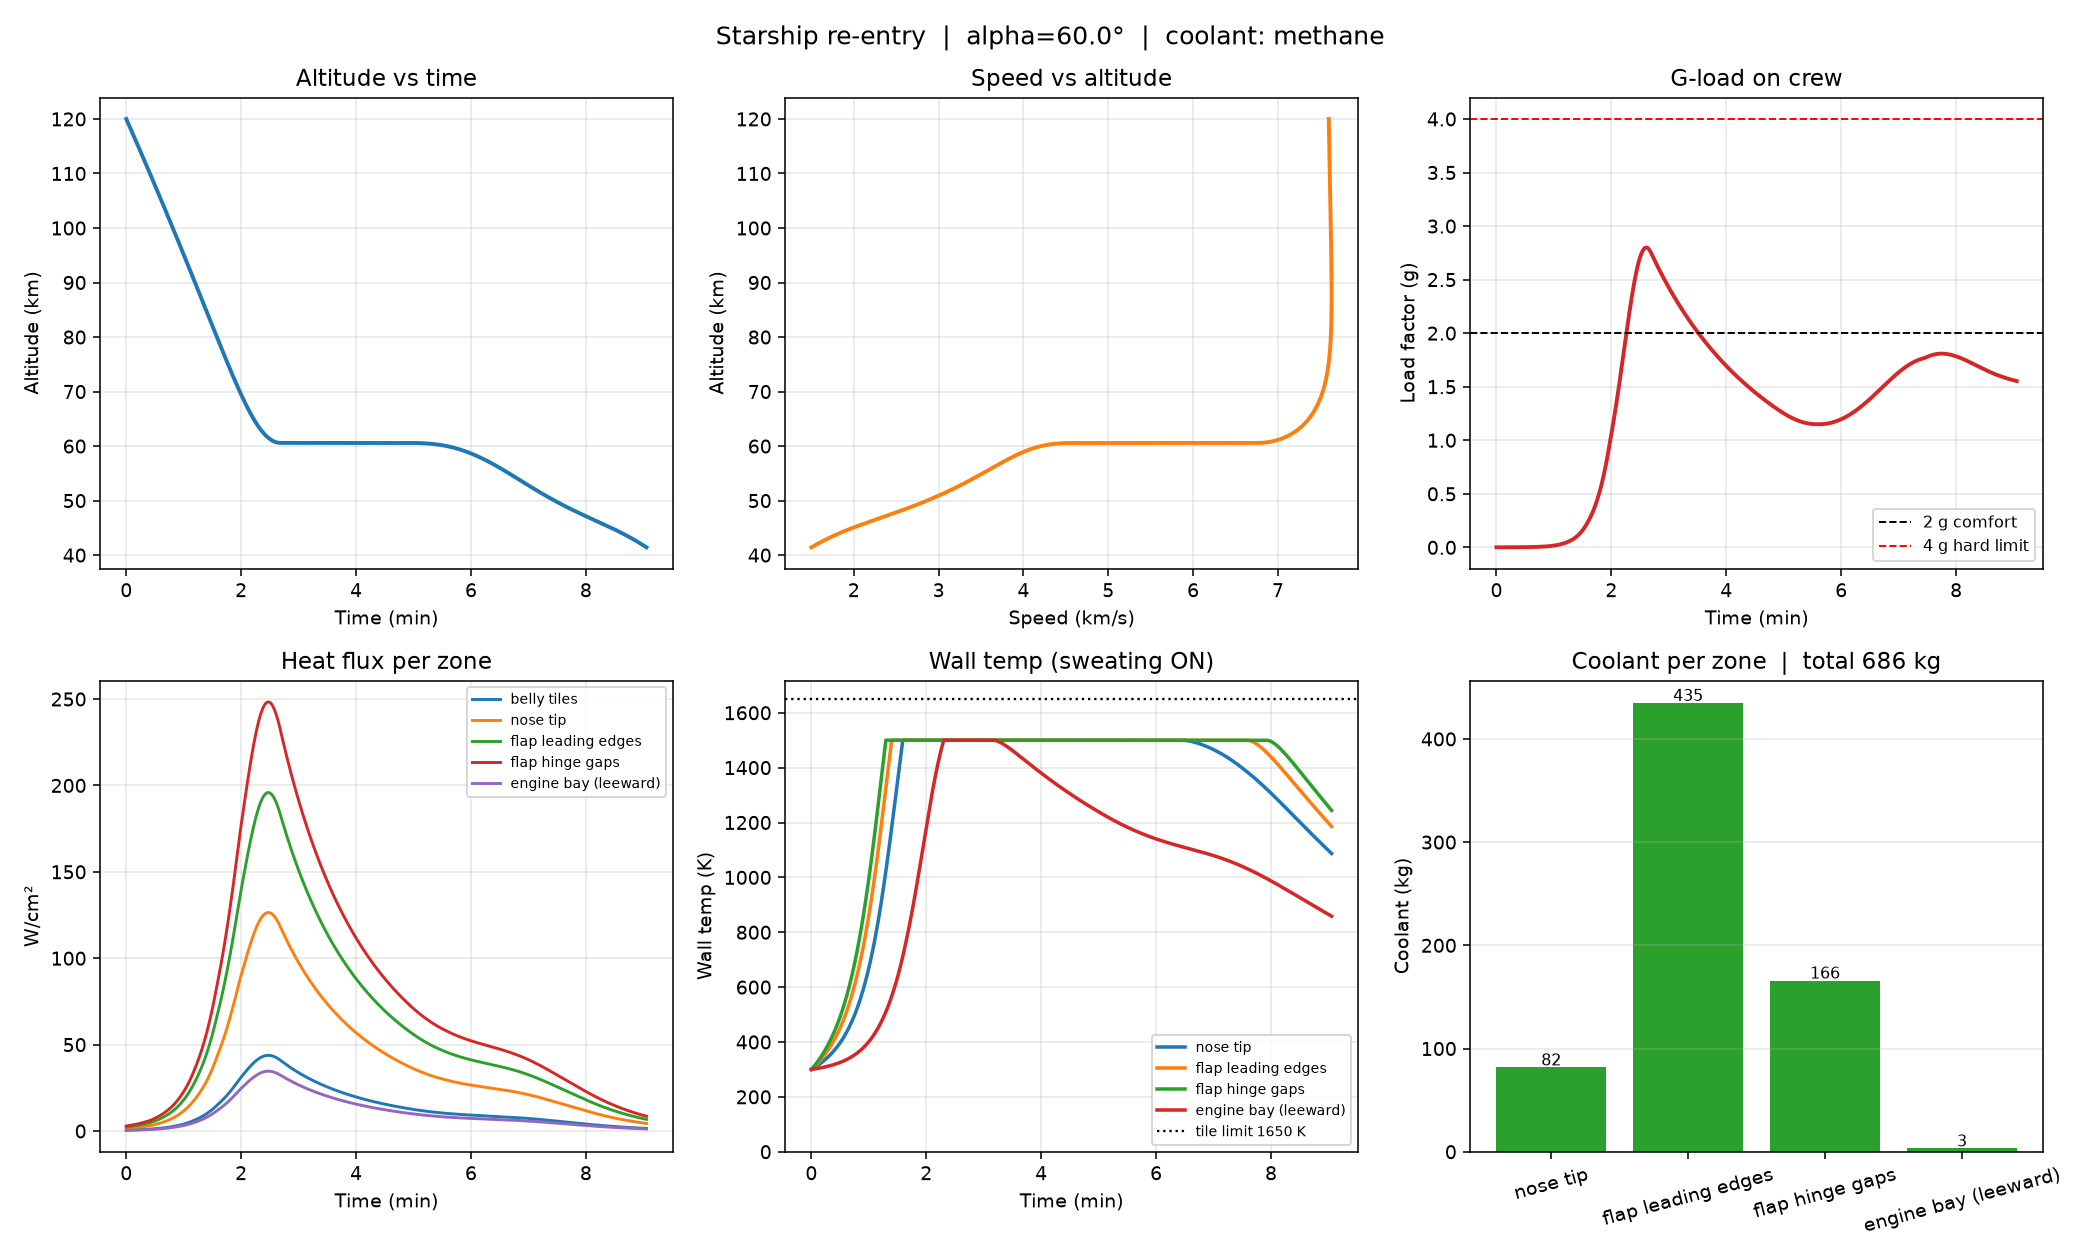 Starship re-entry | alpha=60.0° | coolant: methane
Altitude vs time
120
110
100
90
80
70
60
50
40
Altitude (km)
0 2 4 6 8
Time (min)
Speed vs altitude
120
110
100
90
80
70
60
50
40
Altitude (km)
2 3 4 5 6 7
Speed (km/s)
G-load on crew
4.0
3.5
3.0
2.5
2.0
1.5
1.0
0.5
0.0
Load factor (g)
2 g comfort
4 g hard limit
0 2 4 6 8
Time (min)
Heat flux per zone
250
200
150
100
50
0
W/cm²
belly tiles
nose tip
flap leading edges
flap hinge gaps
engine bay (leeward)
0 2 4 6 8
Time (min)
Wall temp (sweating ON)
1600
1400
1200
1000
800
600
400
200
0
Wall temp (K)
nose tip
flap leading edges
flap hinge gaps
engine bay (leeward)
tile limit 1650 K
0 2 4 6 8
Time (min)
Coolant per zone | total 686 kg
400
300
200
100
0
Coolant (kg)
82
435
166
3
nose tip
flap leading edges
flap hinge gaps
engine bay (leeward)